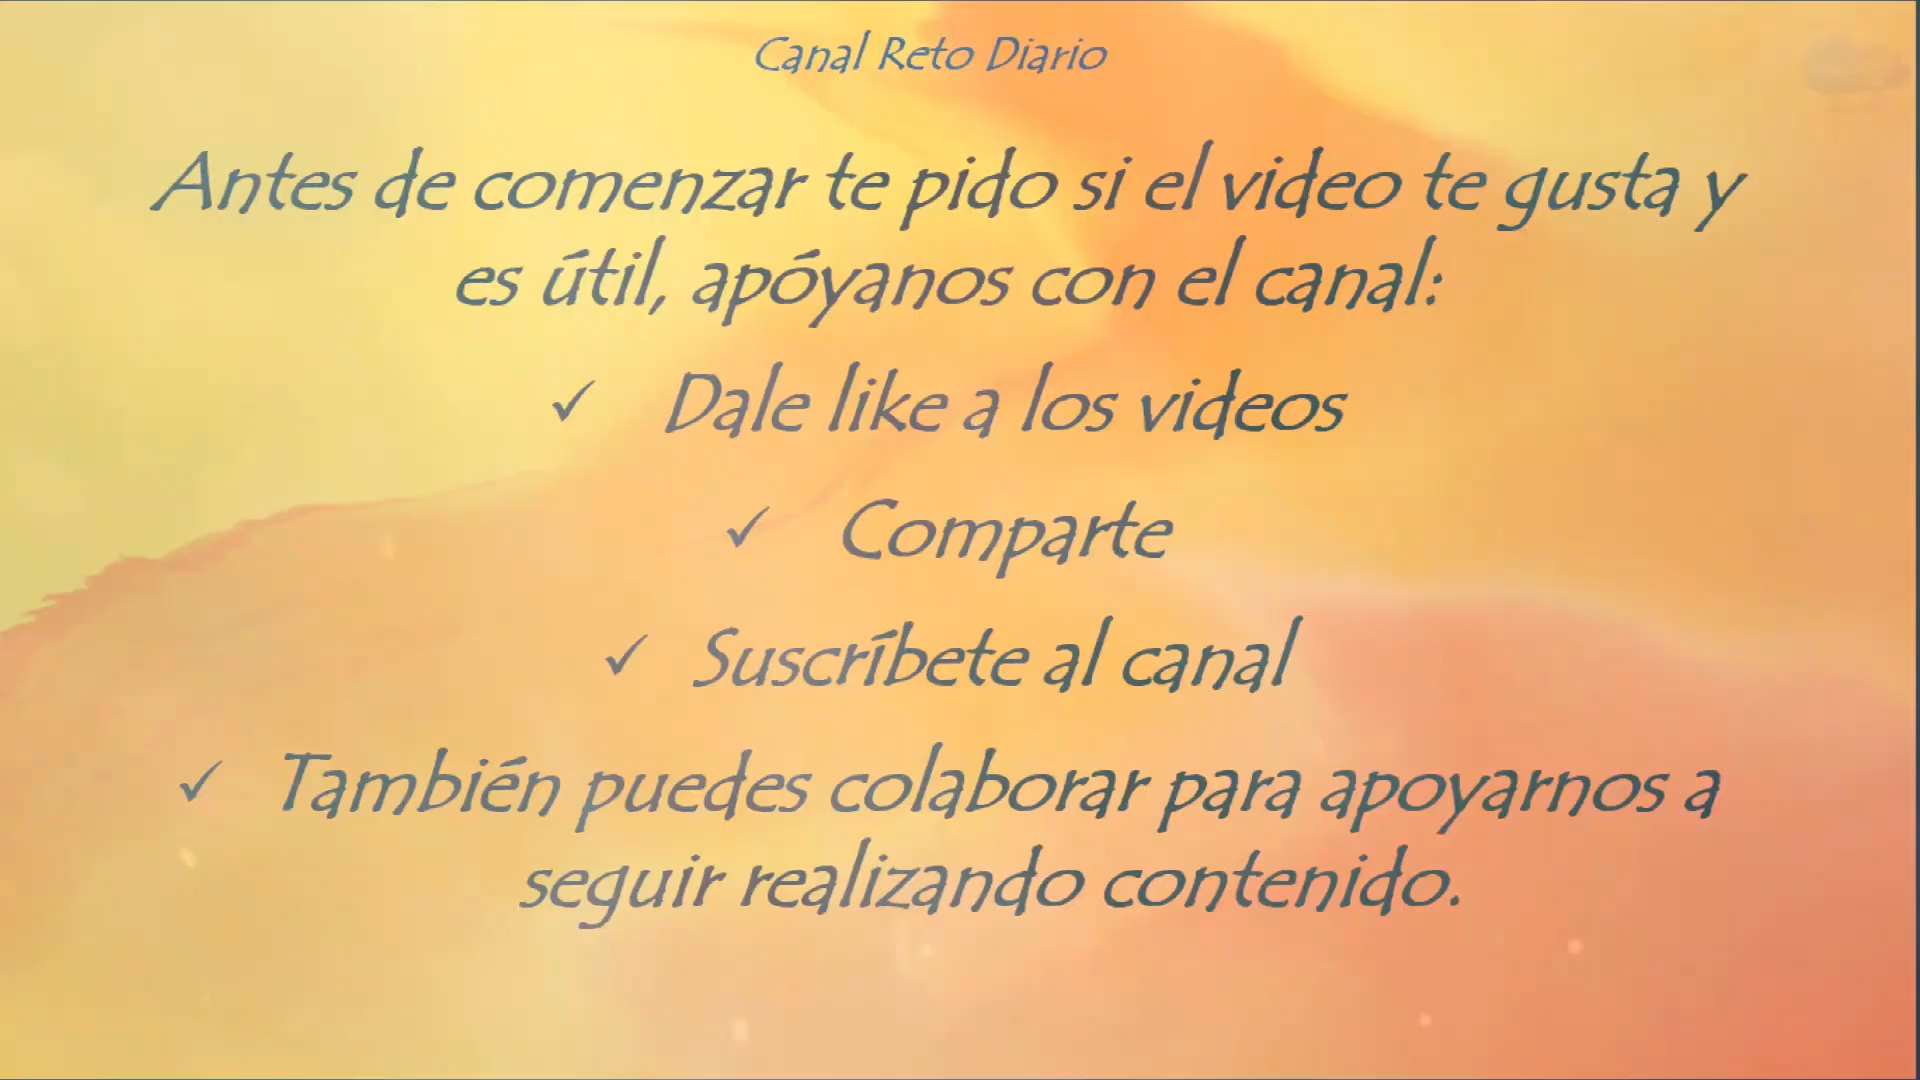 Canal Reto Diario
Antes de comenzar te pido si el video te gusta y
es útil, apóyanos con el canal:
✓ Dale like a los videos
✓ Comparte
✓ Suscríbete al canal
✓ También puedes colaborar para apoyarnos a
seguir realizando contenido.